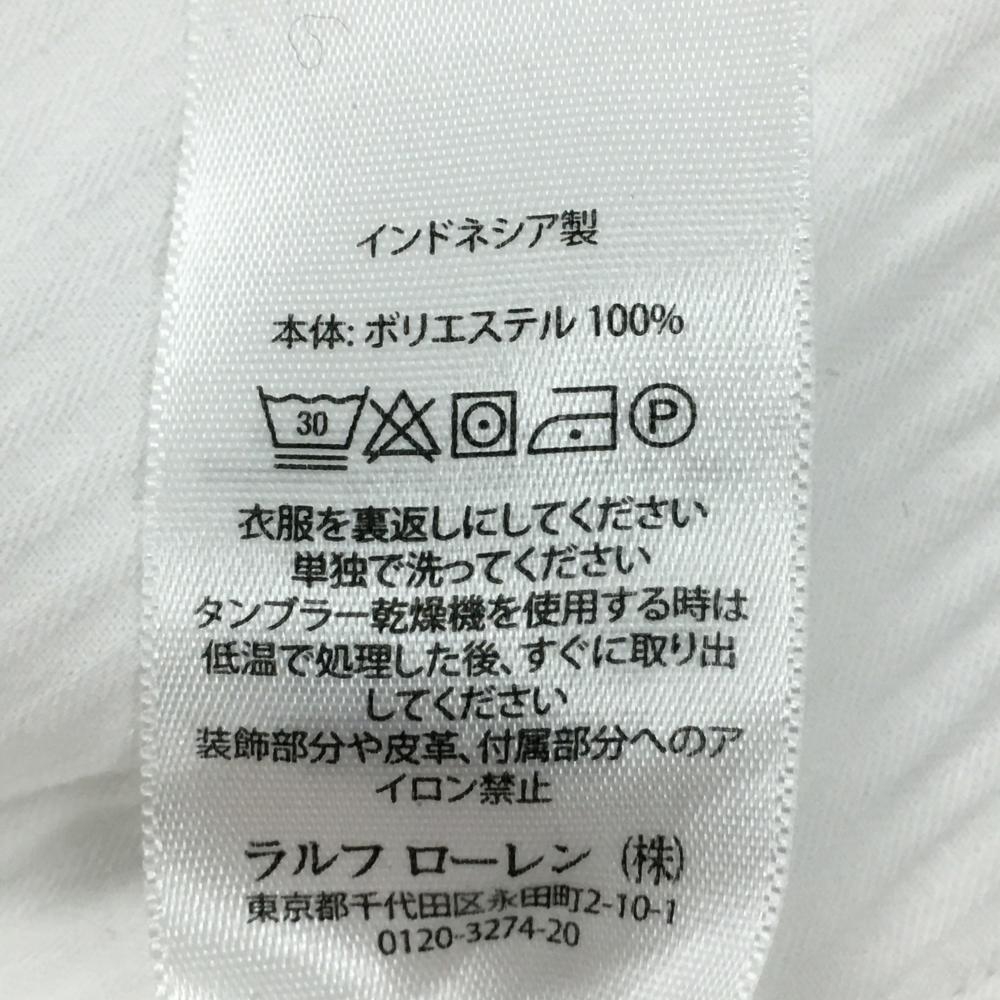 インドネシア製
本体: ポリエステル 100%
30 P
衣服を裏返しにしてください
単独で洗ってください
タンブラー乾燥機を使用する時は
低温で処理した後、すぐに取り出
してください
装飾部分や皮革、付属部分へのア
イロン禁止
ラルフ ローレン (株)
東京都千代田区永田町2-10-1
0120-3274-20